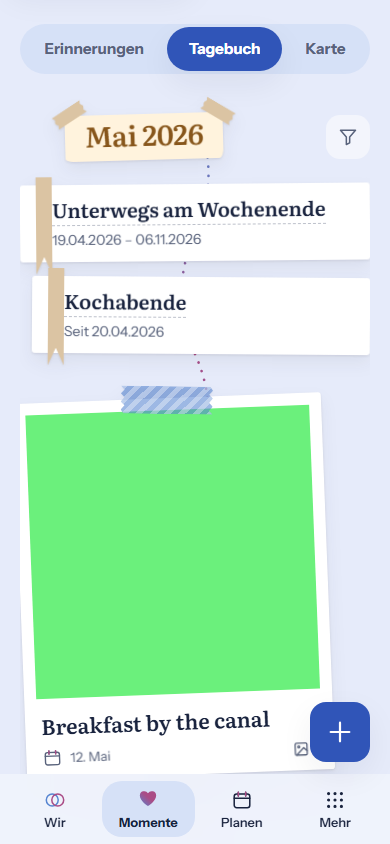 Erinnerungen Tagebuch Karte
Mai 2026
Unterwegs am Wochenende
19.04.2026 – 06.11.2026
Kochabende
Seit 20.04.2026
Breakfast by the canal
12. Mai
Wir Momente Planen Mehr